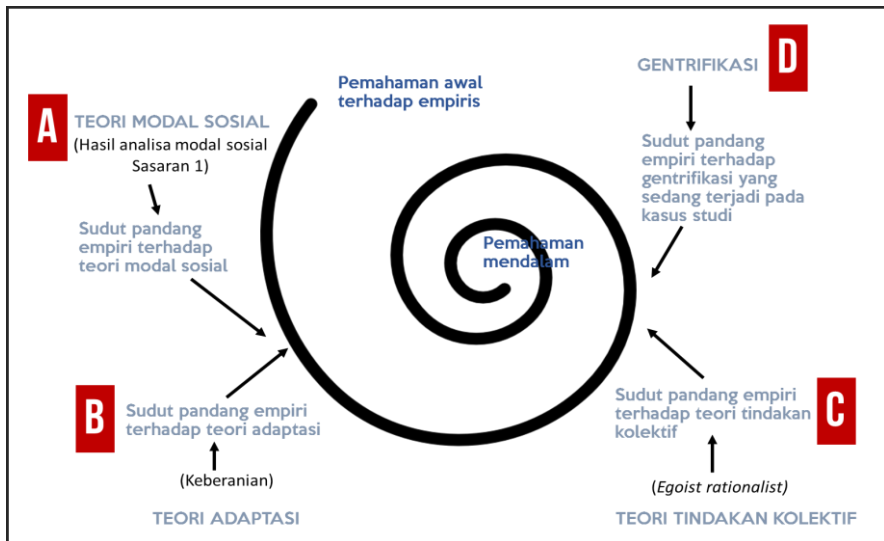 Pemahaman awal
terhadap empiris
A
TEORI MODAL SOSIAL
(Hasil analisa modal sosial
Sasaran 1)
Sudut pandang
empiri terhadap
teori modal sosial
B
Sudut pandang empiri
terhadap teori adaptasi
(Keberanian)
TEORI ADAPTASI
Pemahaman
mendalam
GENTRIFIKASI
D
Sudut pandang
empiri terhadap
gentrifikasi yang
sedang terjadi pada
kasus studi
Sudut pandang empiri
terhadap teori tindakan
kolektif
C
(Egoist rationalist)
TEORI TINDAKAN KOLEKTIF